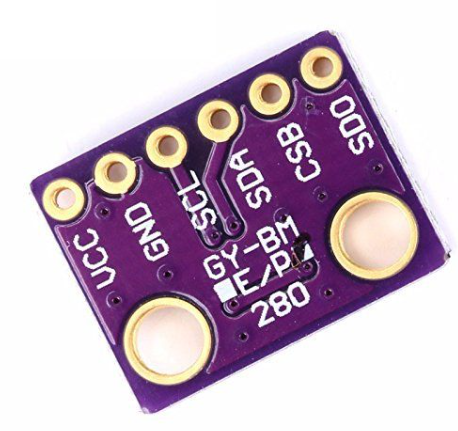 VCC
GND
SCL
SDA
CSB
SDO
GY-BM
E/P
280